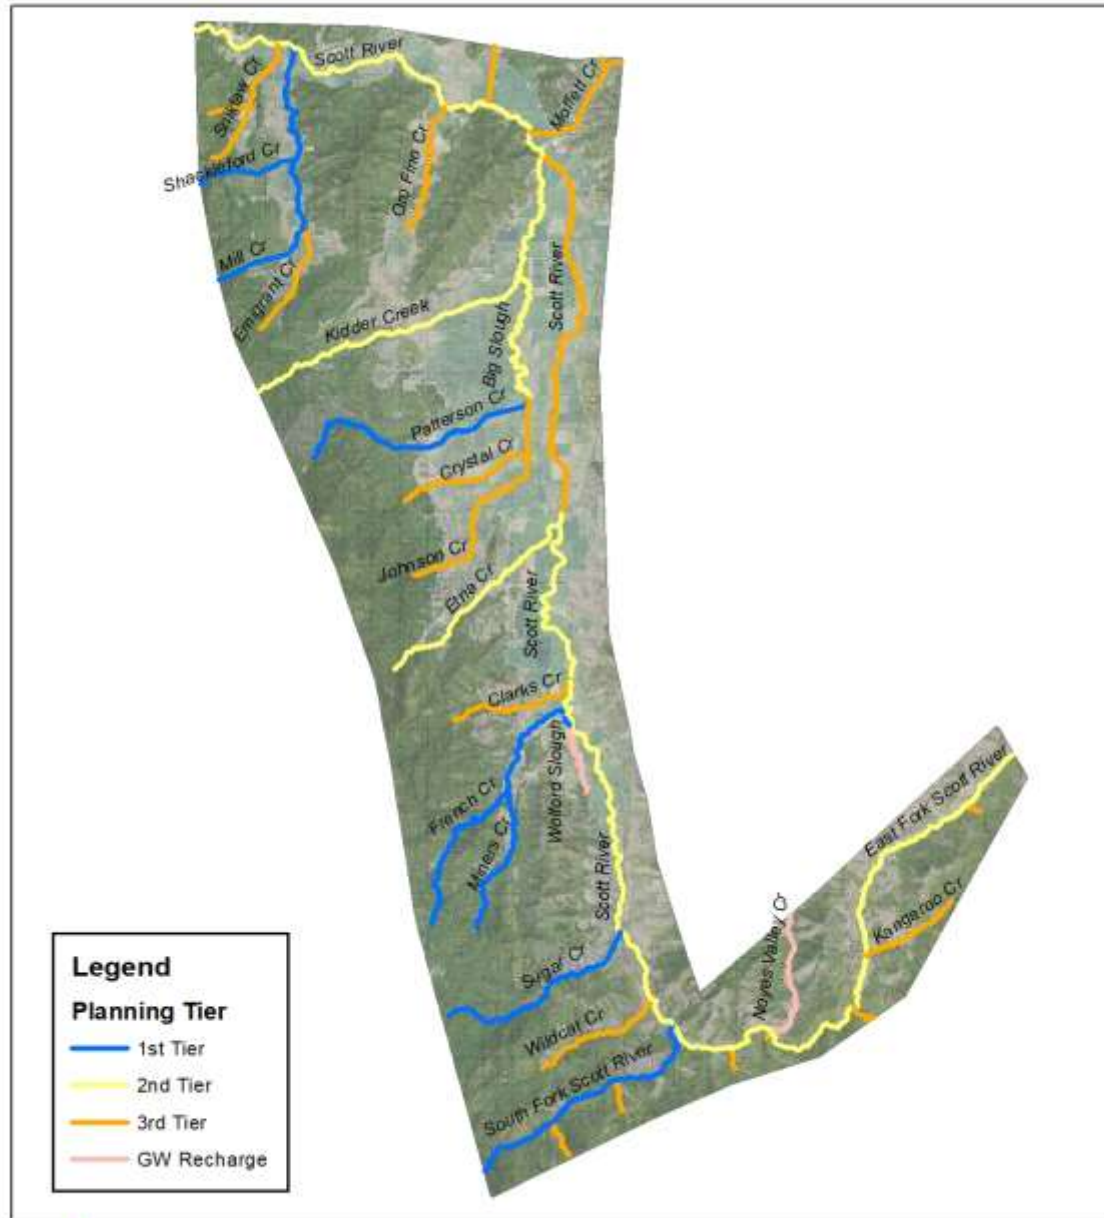 Scott River
Moffett Cr
Sniktaw Cr
Oro Fino Cr
Shackleford Cr
Mill Cr
Emigrant Cr
Scott River
Kidder Creek
Big Slough
Patterson Cr
Crystal Cr
Johnson Cr
Etna Cr
Scott River
Clarks Cr
Wolford Slough
French Cr
Miners Cr
Scott River
East Fork Scott River
Kangaroo Cr
Noyes Valley Cr
Sugar Cr
Wildcat Cr
South Fork Scott River
Legend
Planning Tier
1st Tier
2nd Tier
3rd Tier
GW Recharge